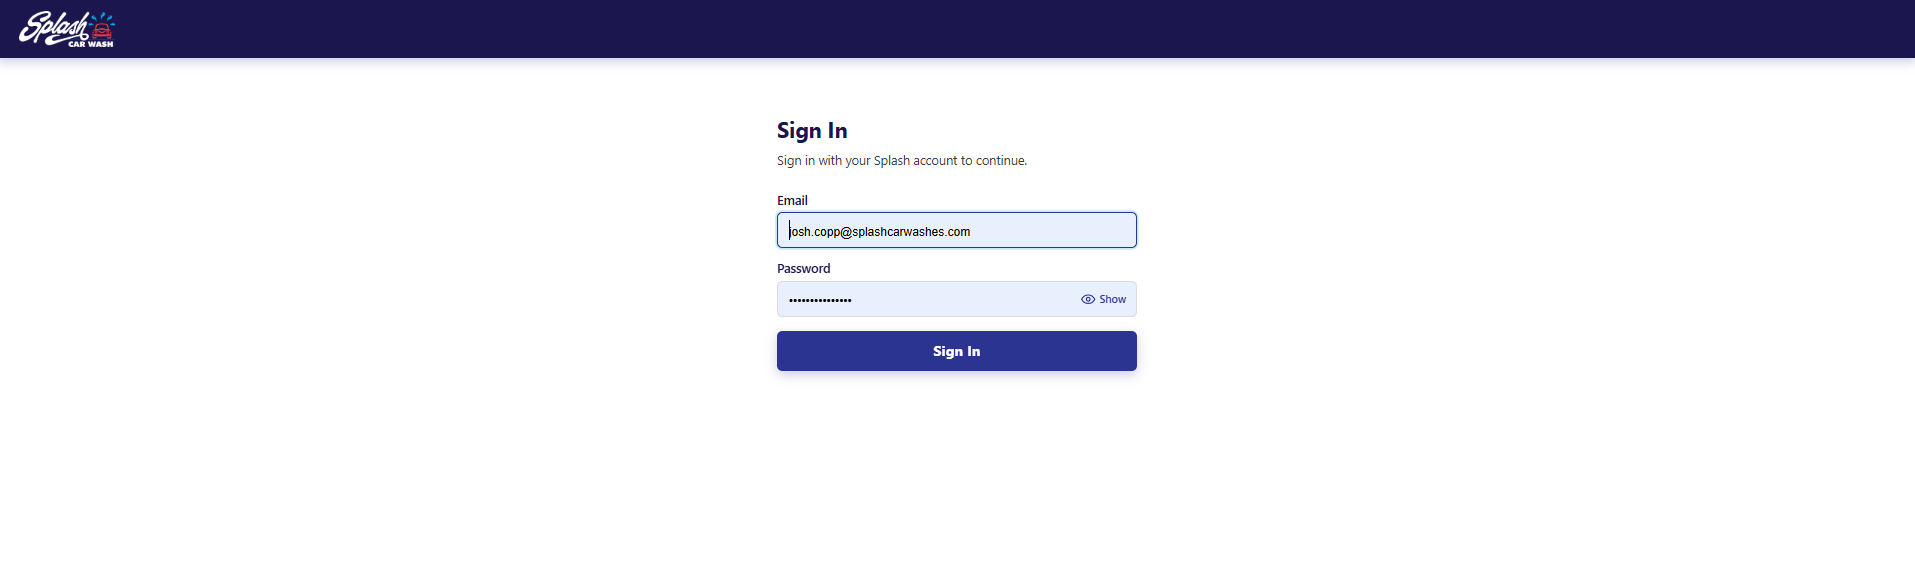 Splash
CAR WASH
Sign In
Sign in with your Splash account to continue.
Email
josh.copp@splashcarwashes.com
Password
•••••••••••••••
Show
Sign In